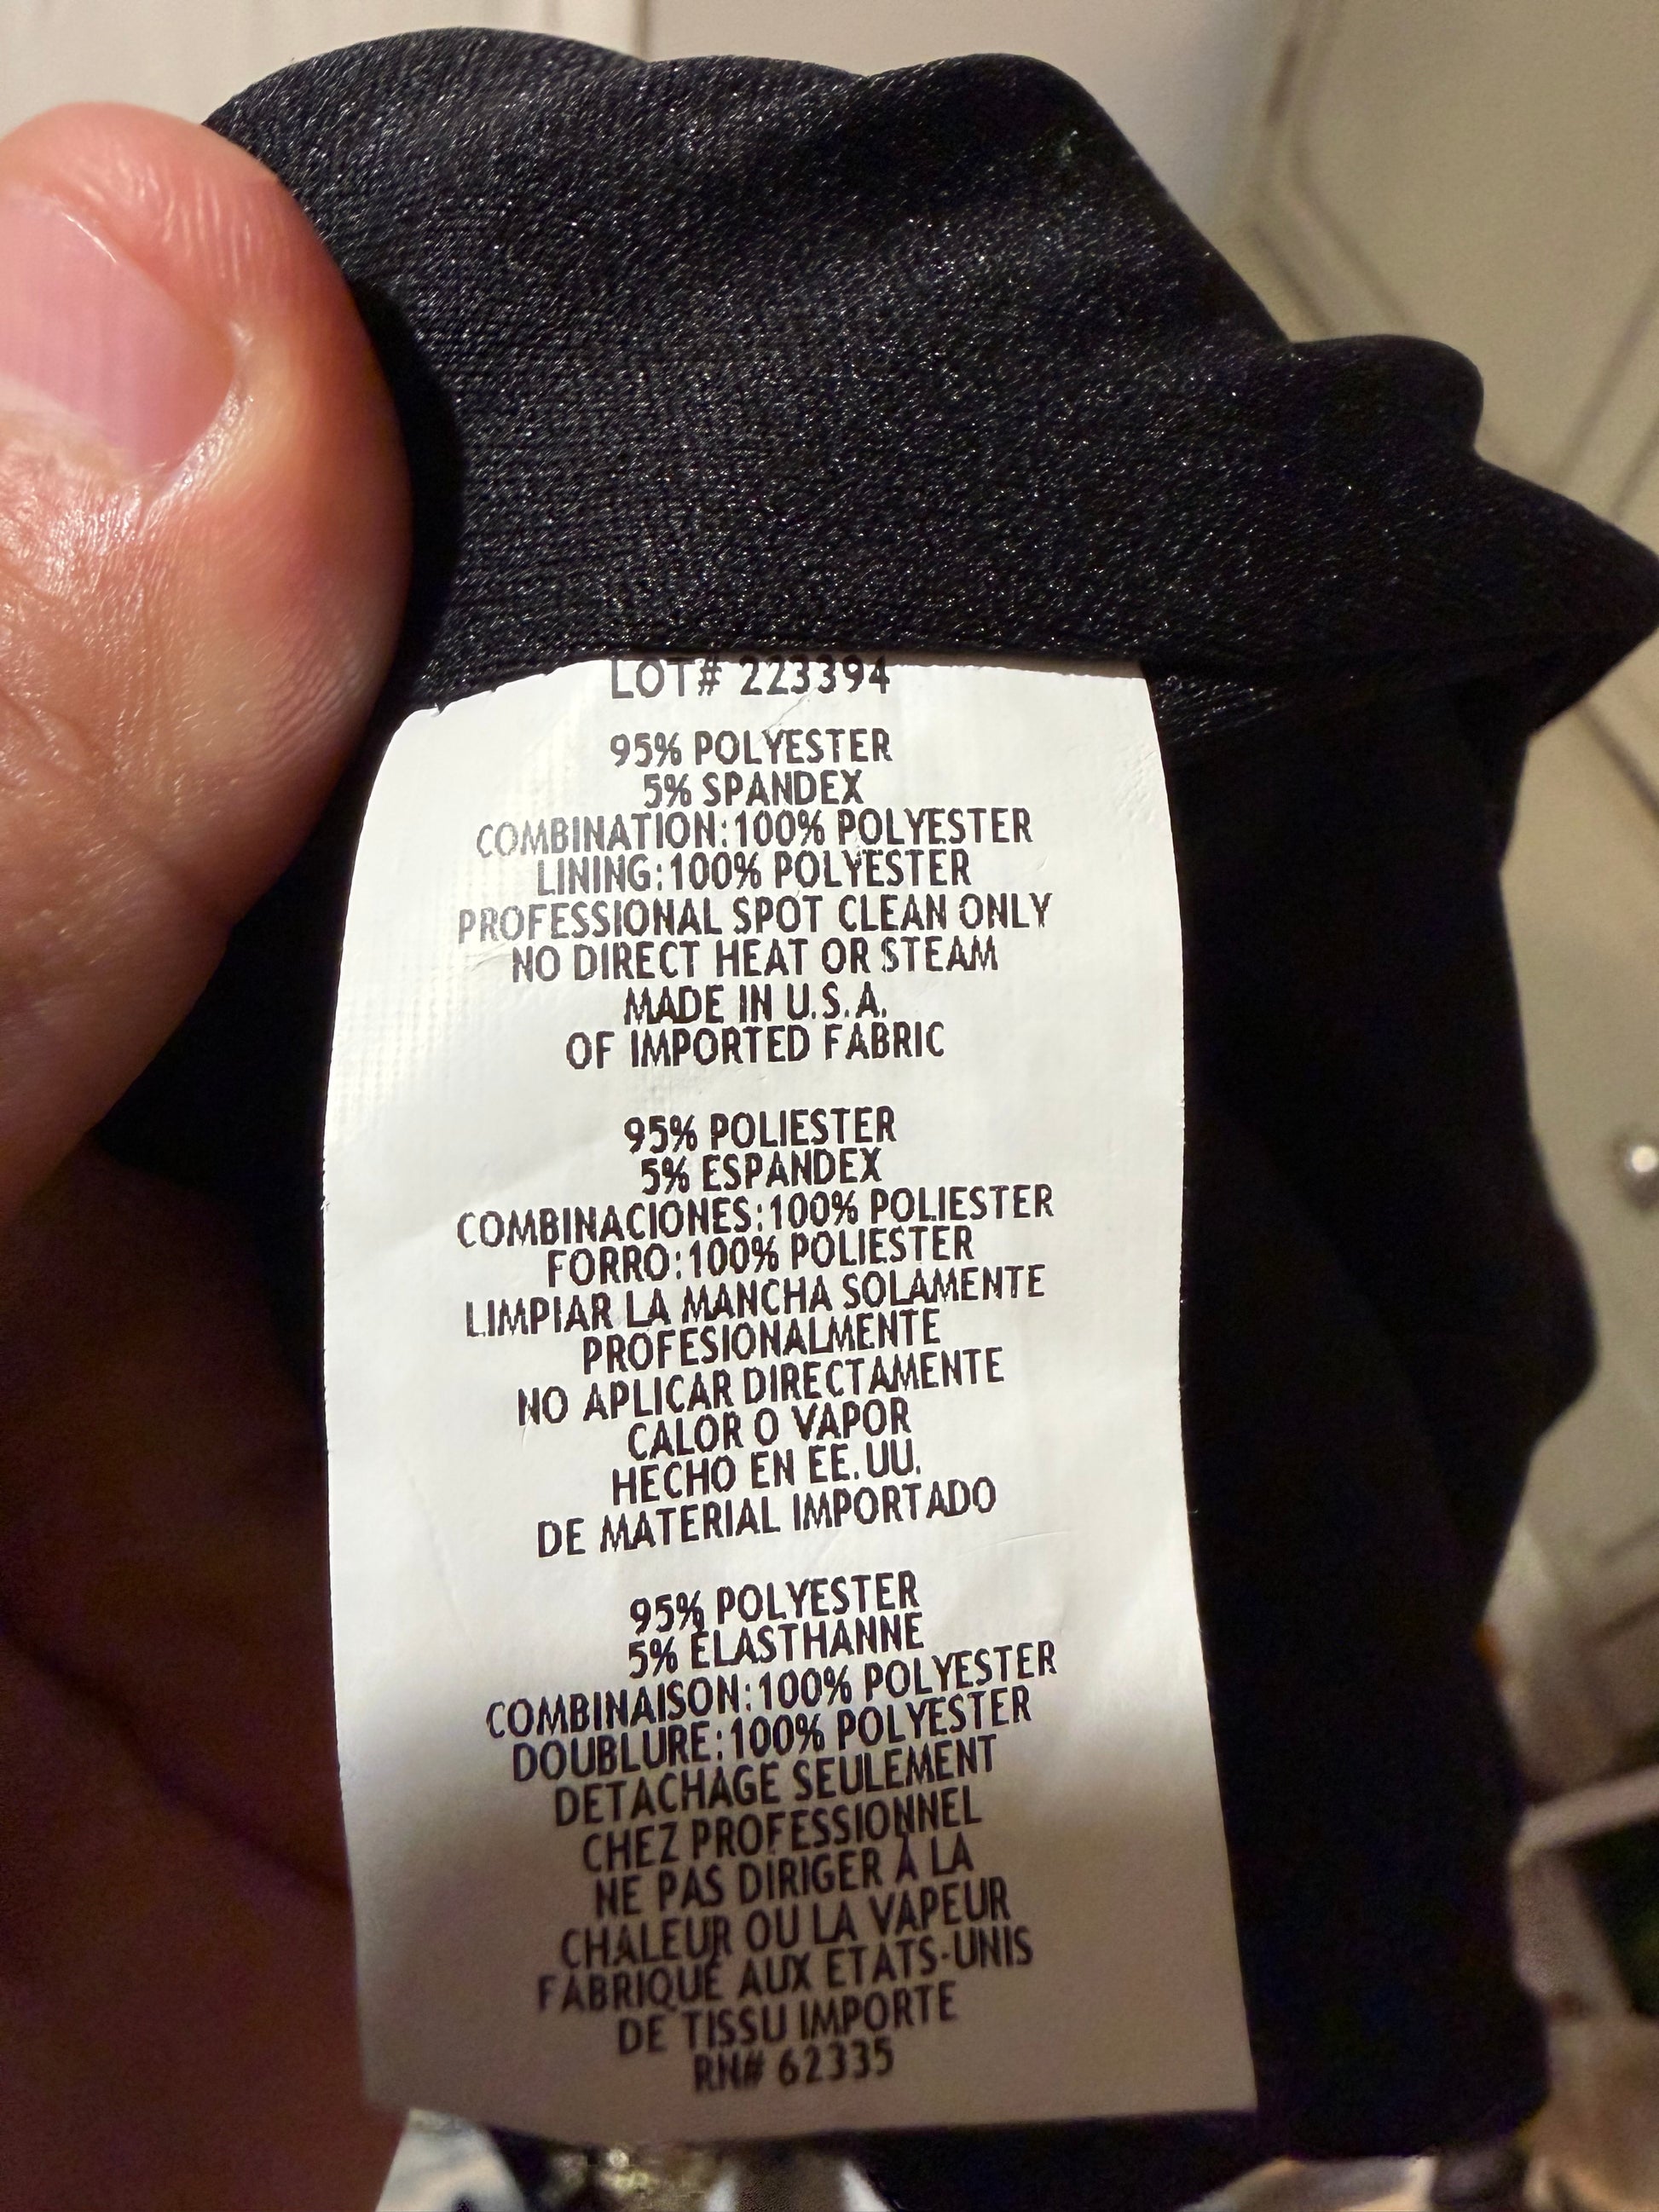 LOT# 223394
95% POLYESTER
5% SPANDEX
COMBINATION:100% POLYESTER
LINING:100% POLYESTER
PROFESSIONAL SPOT CLEAN ONLY
NO DIRECT HEAT OR STEAM
MADE IN U.S.A.
OF IMPORTED FABRIC
95% POLIESTER
5% ESPANDEX
COMBINACIONES:100% POLIESTER
FORRO:100% POLIESTER
LIMPIAR LA MANCHA SOLAMENTE
PROFESIONALMENTE
NO APLICAR DIRECTAMENTE
CALOR O VAPOR
HECHO EN EE.UU.
DE MATERIAL IMPORTADO
95% POLYESTER
5% ÉLASTHANNE
COMBINAISON:100% POLYESTER
DOUBLURE:100% POLYESTER
DETACHAGE SEULEMENT
CHEZ PROFESSIONNEL
NE PAS DIRIGER À LA
CHALEUR OU LA VAPEUR
FABRIQUÉ AUX ETATS-UNIS
DE TISSU IMPORTE
RN# 62335